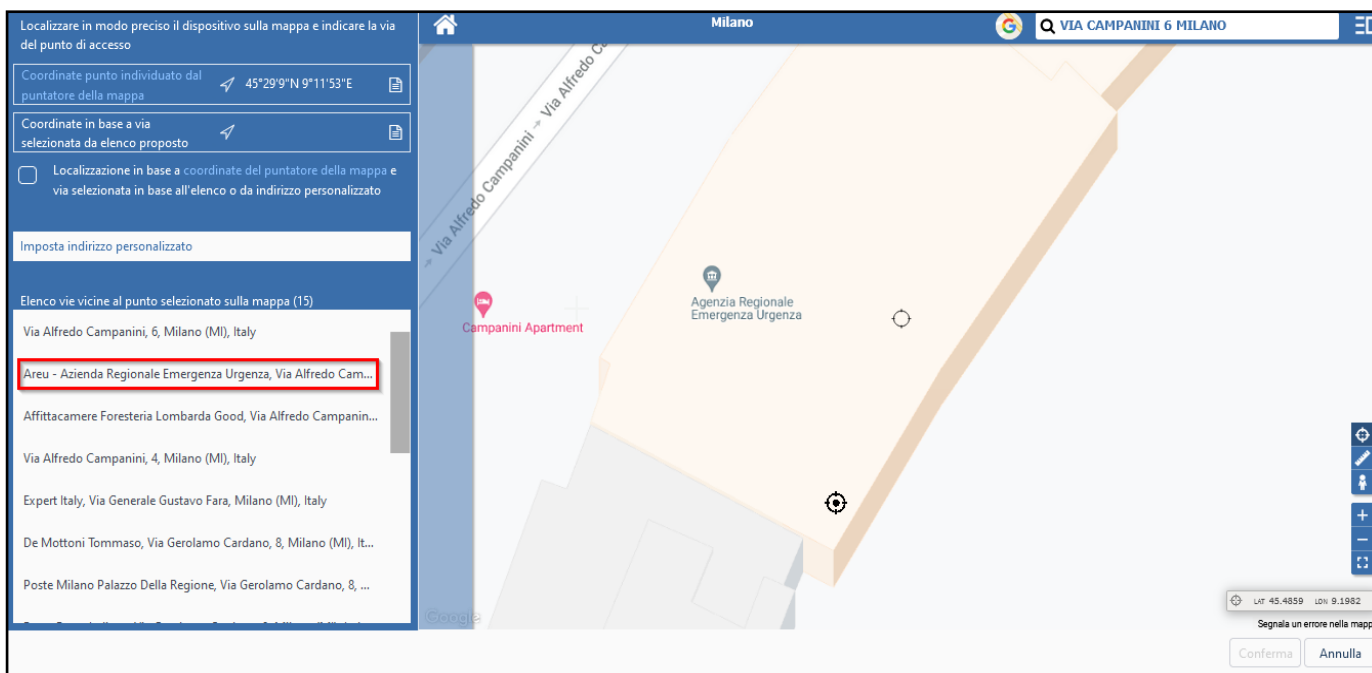 Localizzare in modo preciso il dispositivo sulla mappa e indicare la via
del punto di accesso
Coordinate punto individuato dal
puntatore della mappa
45°29'9"N 9°11'53"E
Coordinate in base a via
selezionata da elenco proposto
Localizzazione in base a coordinate del puntatore della mappa e
via selezionata in base all'elenco o da indirizzo personalizzato
Imposta indirizzo personalizzato
Elenco vie vicine al punto selezionato sulla mappa (15)
Via Alfredo Campanini, 6, Milano (MI), Italy
Areu - Azienda Regionale Emergenza Urgenza, Via Alfredo Cam...
Affittacamere Foresteria Lombarda Good, Via Alfredo Campanin...
Via Alfredo Campanini, 4, Milano (MI), Italy
Expert Italy, Via Generale Gustavo Fara, Milano (MI), Italy
De Mottoni Tommaso, Via Gerolamo Cardano, 8, Milano (MI), It...
Poste Milano Palazzo Della Regione, Via Gerolamo Cardano, 8, ...
Milano
VIA CAMPANINI 6 MILANO
Via Alfredo Campanini → Via Alfredo C
Campanini Apartment
Agenzia Regionale
Emergenza Urgenza
Google
LAT 45.4859 LON 9.1982
Segnala un errore nella mapp
Conferma
Annulla